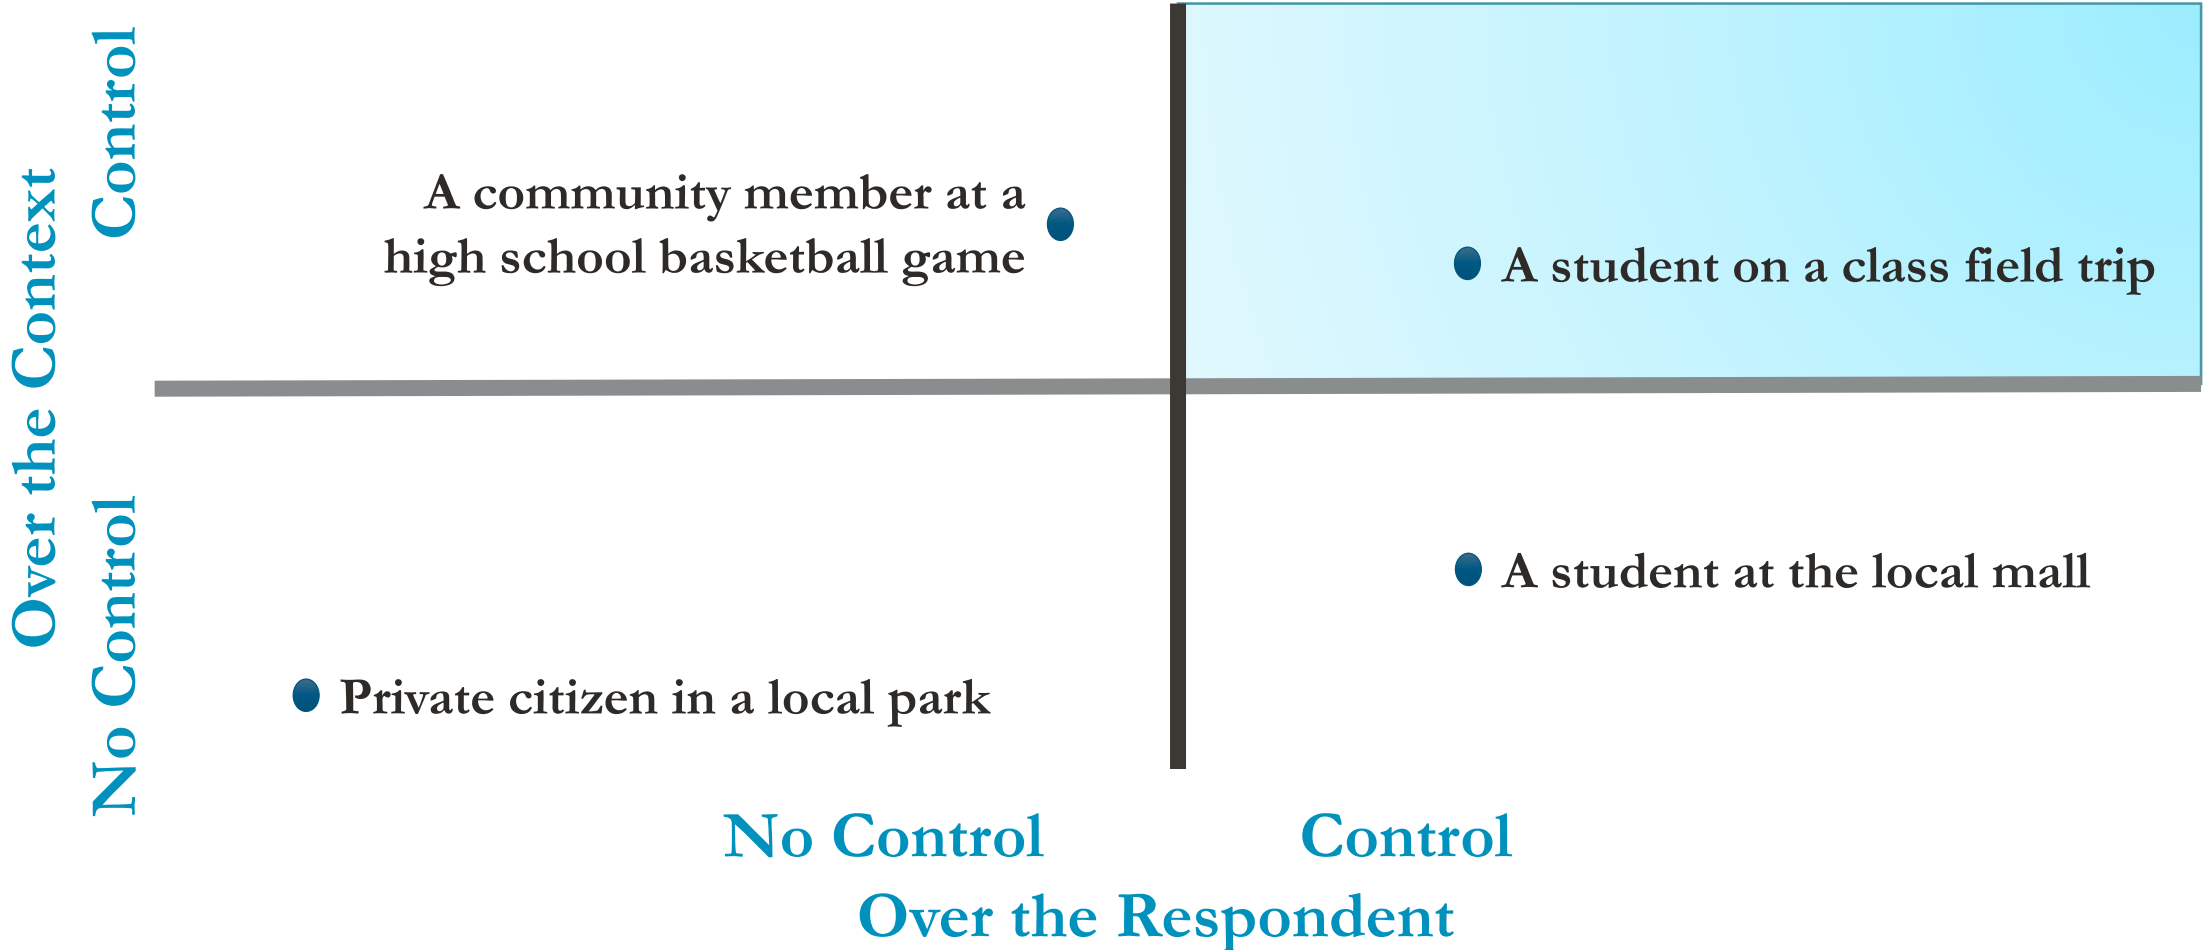 Over the Context
Control
No Control
A community member at a
high school basketball game
A student on a class field trip
A student at the local mall
Private citizen in a local park
No Control
Control
Over the Respondent